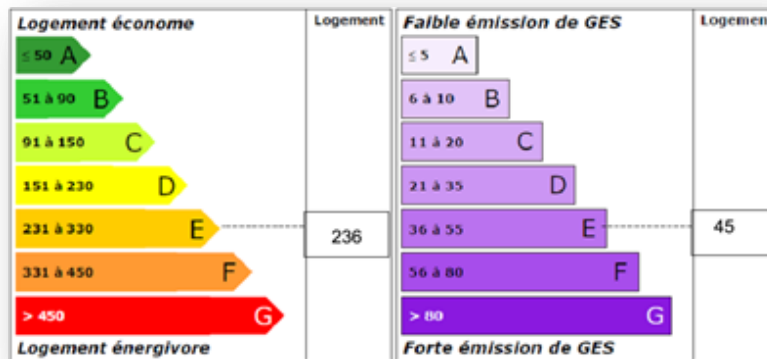 Logement économe
Logement
≤ 50 A
51 à 90 B
91 à 150 C
151 à 230 D
231 à 330 E
236
331 à 450 F
> 450 G
Logement énergivore
Faible émission de GES
Logement
≤ 5 A
6 à 10 B
11 à 20 C
21 à 35 D
36 à 55 E
45
56 à 80 F
> 80 G
Forte émission de GES